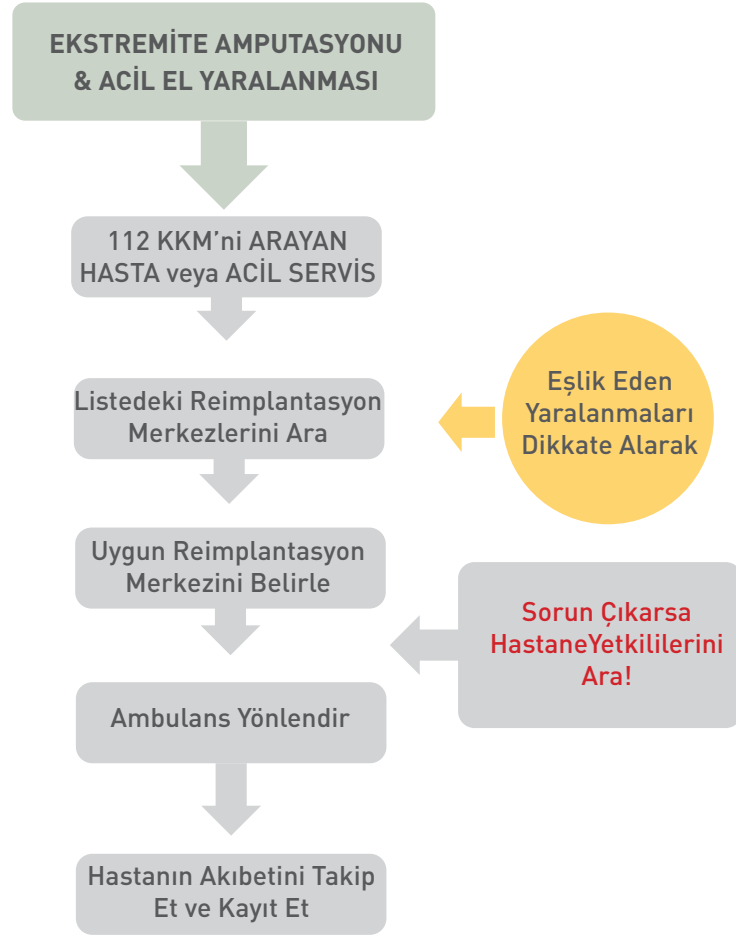 EKSTREMİTE AMPUTASYONU
& ACİL EL YARALANMASI
112 KKM’ni ARAYAN
HASTA veya ACİL SERVİS
Listedeki Reimplantasyon
Merkezlerini Ara
Eşlik Eden
Yaralanmaları
Dikkate Alarak
Uygun Reimplantasyon
Merkezini Belirle
Sorun Çıkarsa
HastaneYetkililerini
Ara!
Ambulans Yönlendir
Hastanın Akıbetini Takip
Et ve Kayıt Et